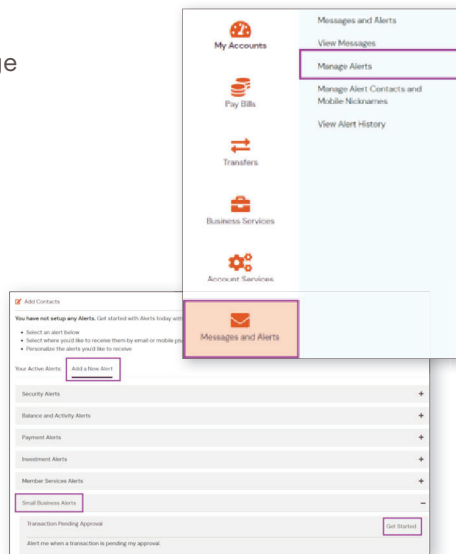 ge
My Accounts
Pay Bills
Transfers
Business Services
Account Services
Messages and Alerts
Messages and Alerts
View Messages
Manage Alerts
Manage Alert Contacts and
Mobile Nicknames
View Alert History
Add Contacts
You have not setup any Alerts. Get started with Alerts today with
• Select an alert below
• Select where you'd like to receive them by email or mobile
• Personalize the alerts you'd like to receive
Your Active Alerts Add a New Alert
Security Alerts +
Balance and Activity Alerts +
Payment Alerts +
Investment Alerts +
Member Services Alerts +
Small Business Alerts −
Transaction Pending Approval Get Started
Alert me when a transaction is pending my approval.